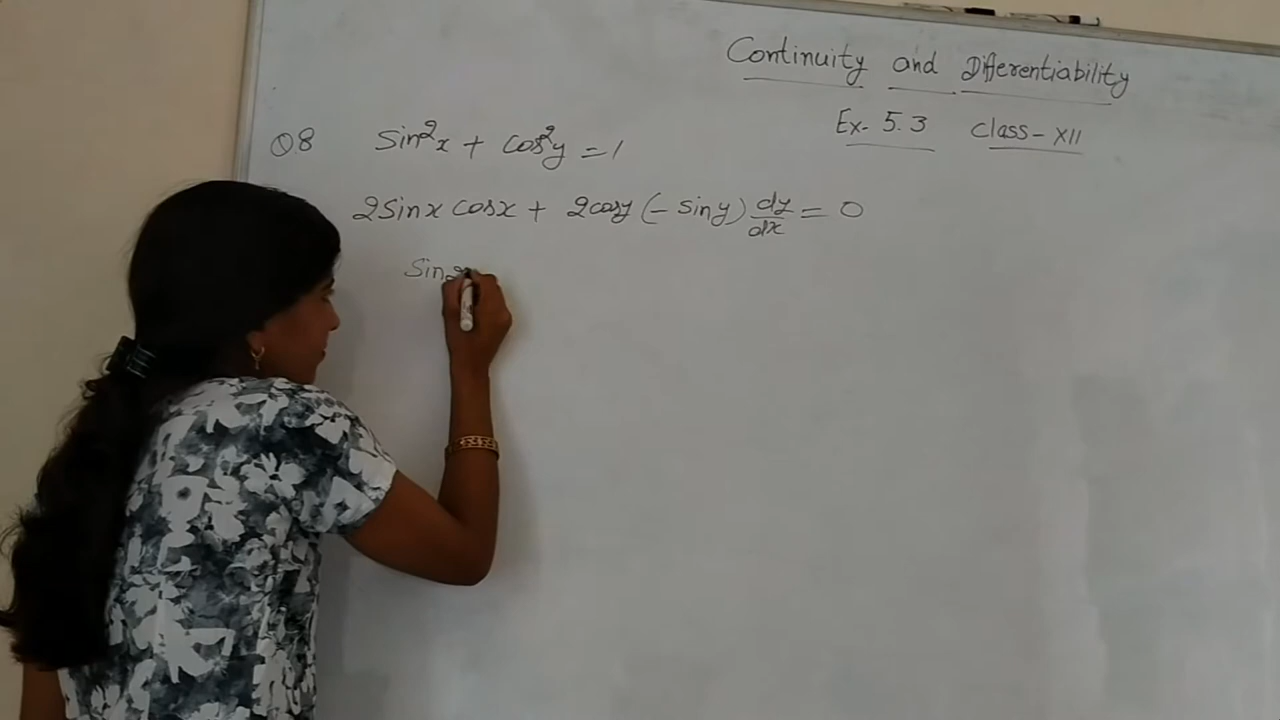 Continuity and Differentiability
Ex. 5.3 Class-XII
Q8 Sin²x + Cos²y = 1
2Sinx Cosx + 2Cosy (- Siny) dy/dx = 0
Sin2